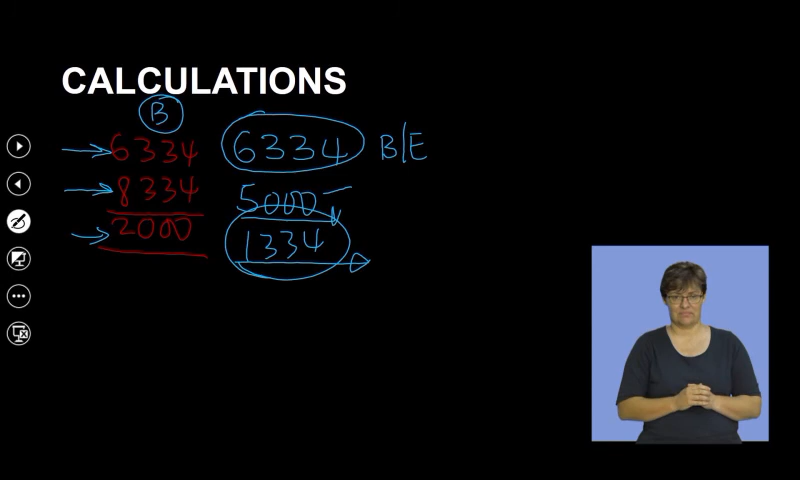 CALCULATIONS
B
6334 6334 B/E
8334 5000
2000 1334